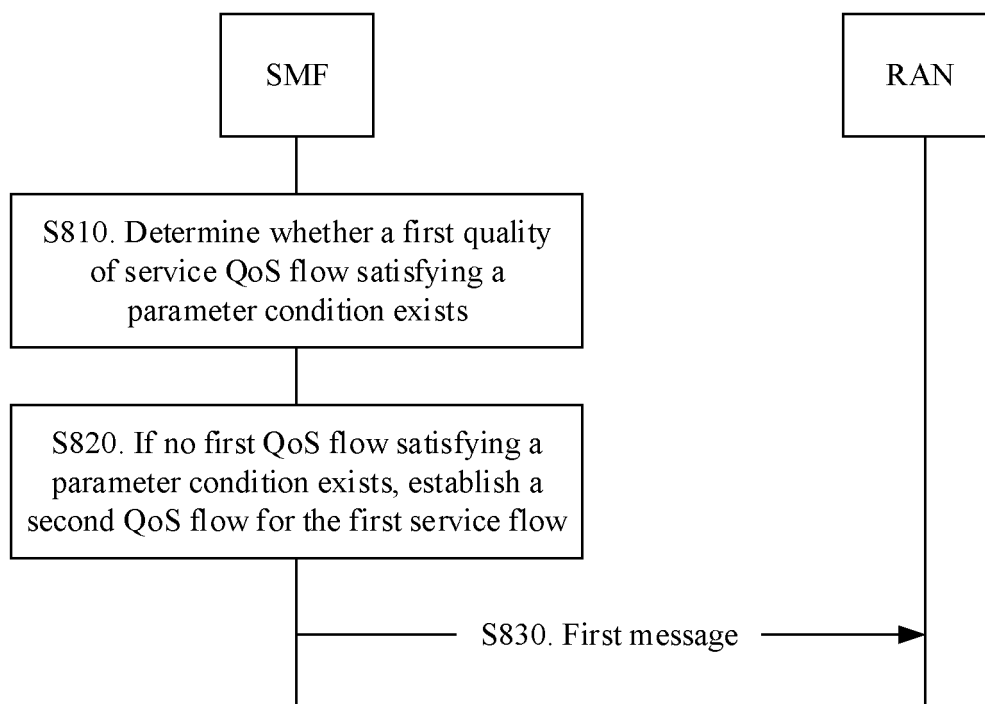 SMF
RAN
S810. Determine whether a first quality
of service QoS flow satisfying a
parameter condition exists
S820. If no first QoS flow satisfying a
parameter condition exists, establish a
second QoS flow for the first service flow
S830. First message